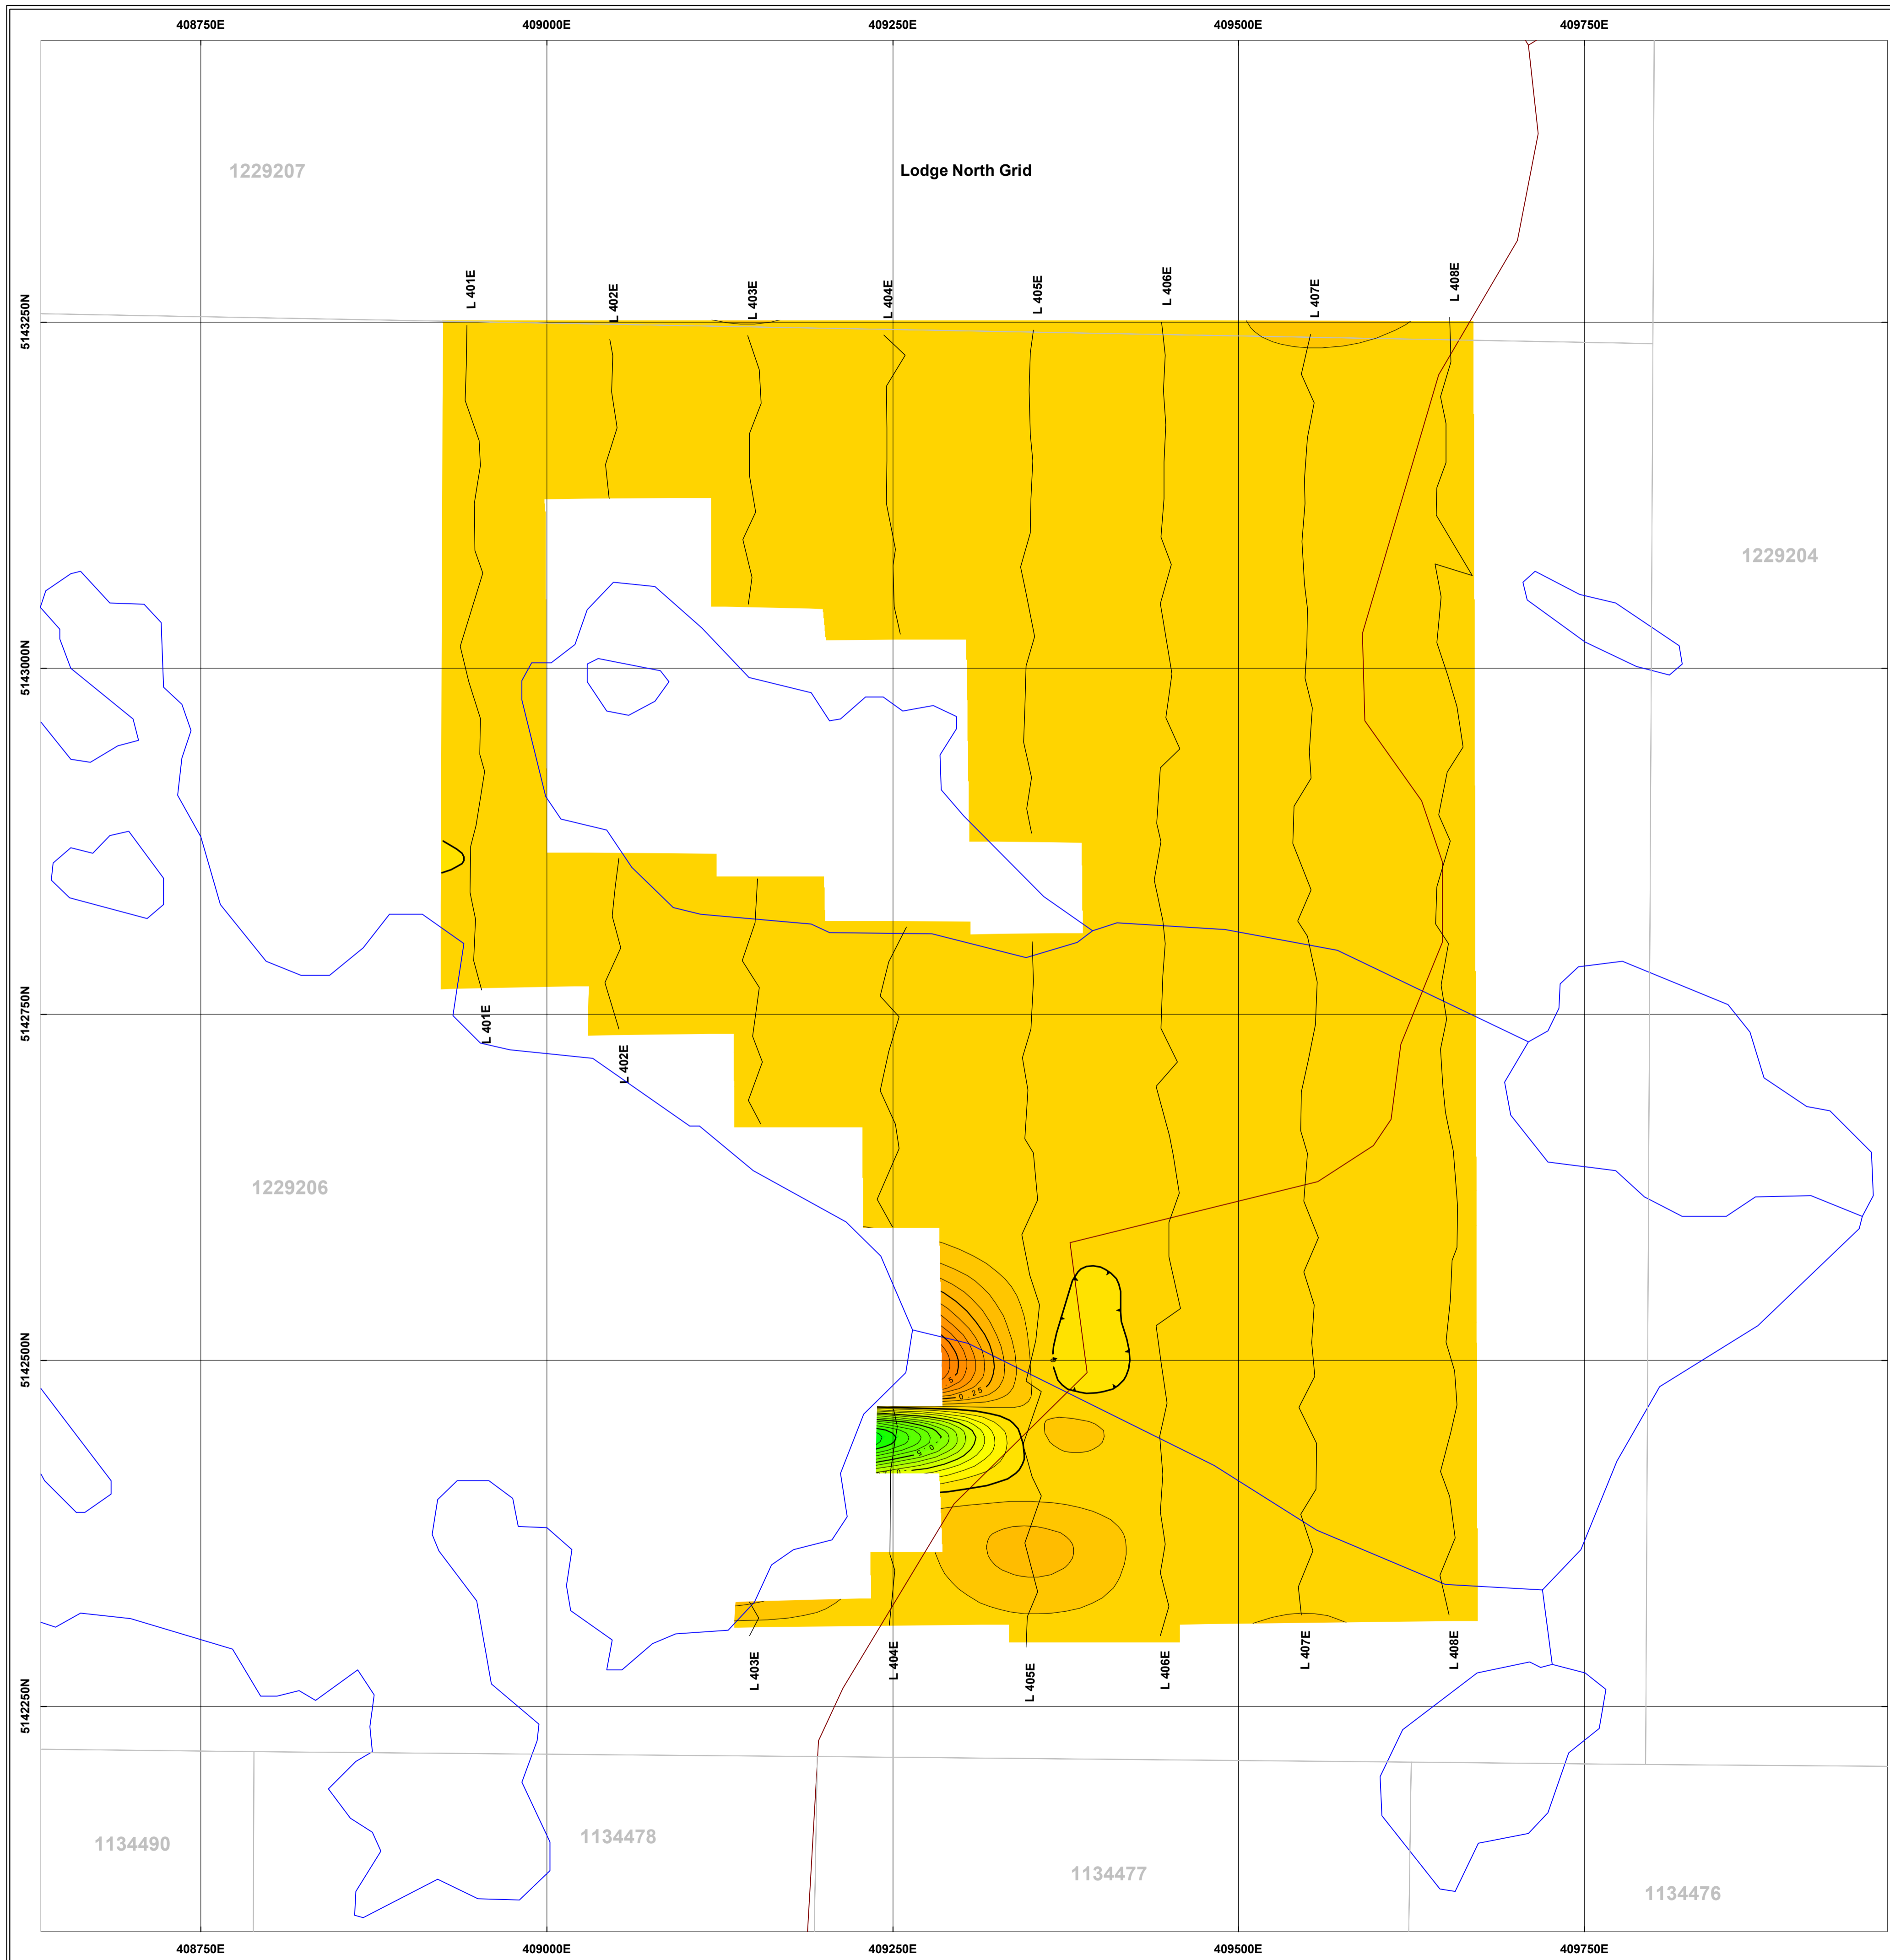 408750E 409000E 409250E 409500E 409750E
1229207
Lodge North Grid
L 401E
L 402E
L 403E
L 404E
L 405E
L 406E
L 407E
L 408E
5143250N
1229204
5143000N
5142750N
L 401E
L 402E
1229206
5142500N
0.25
L 403E
L 404E
L 405E
L 406E
L 407E
L 408E
5142250N
1134490
1134478
1134477
1134476
408750E 409000E 409250E 409500E 409750E